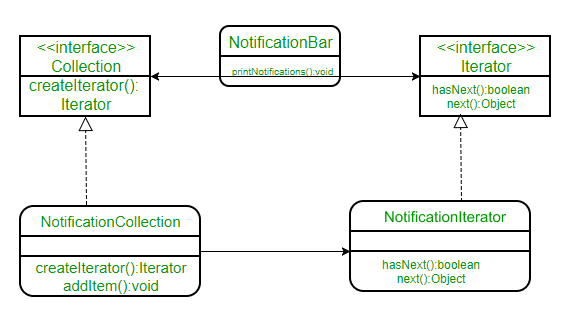 <<interface>>
Collection
createIterator():
Iterator
NotificationBar
printNotifications():void
<<interface>>
Iterator
hasNext():boolean
next():Object
NotificationCollection
createIterator():Iterator
addItem():void
NotificationIterator
hasNext():boolean
next():Object